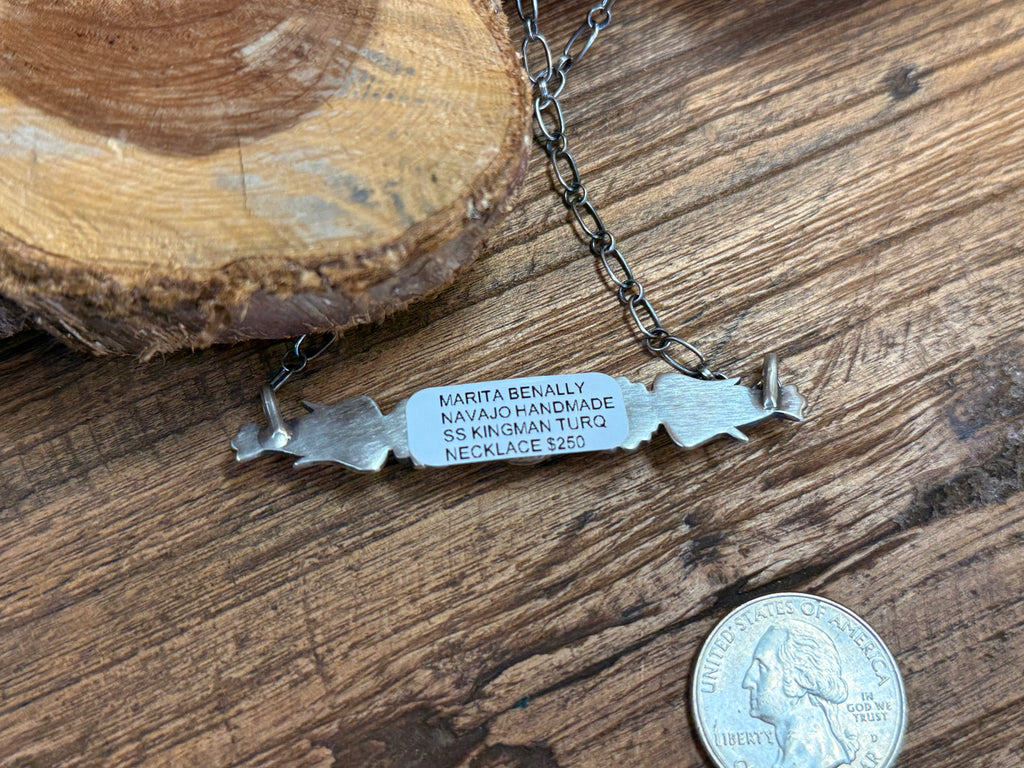 MARITA BENALLY
NAVAJO HANDMADE
SS KINGMAN TURQ
NECKLACE $250
UNITED STATES OF AMERICA
IN
GOD WE
TRUST
LIBERTY
D